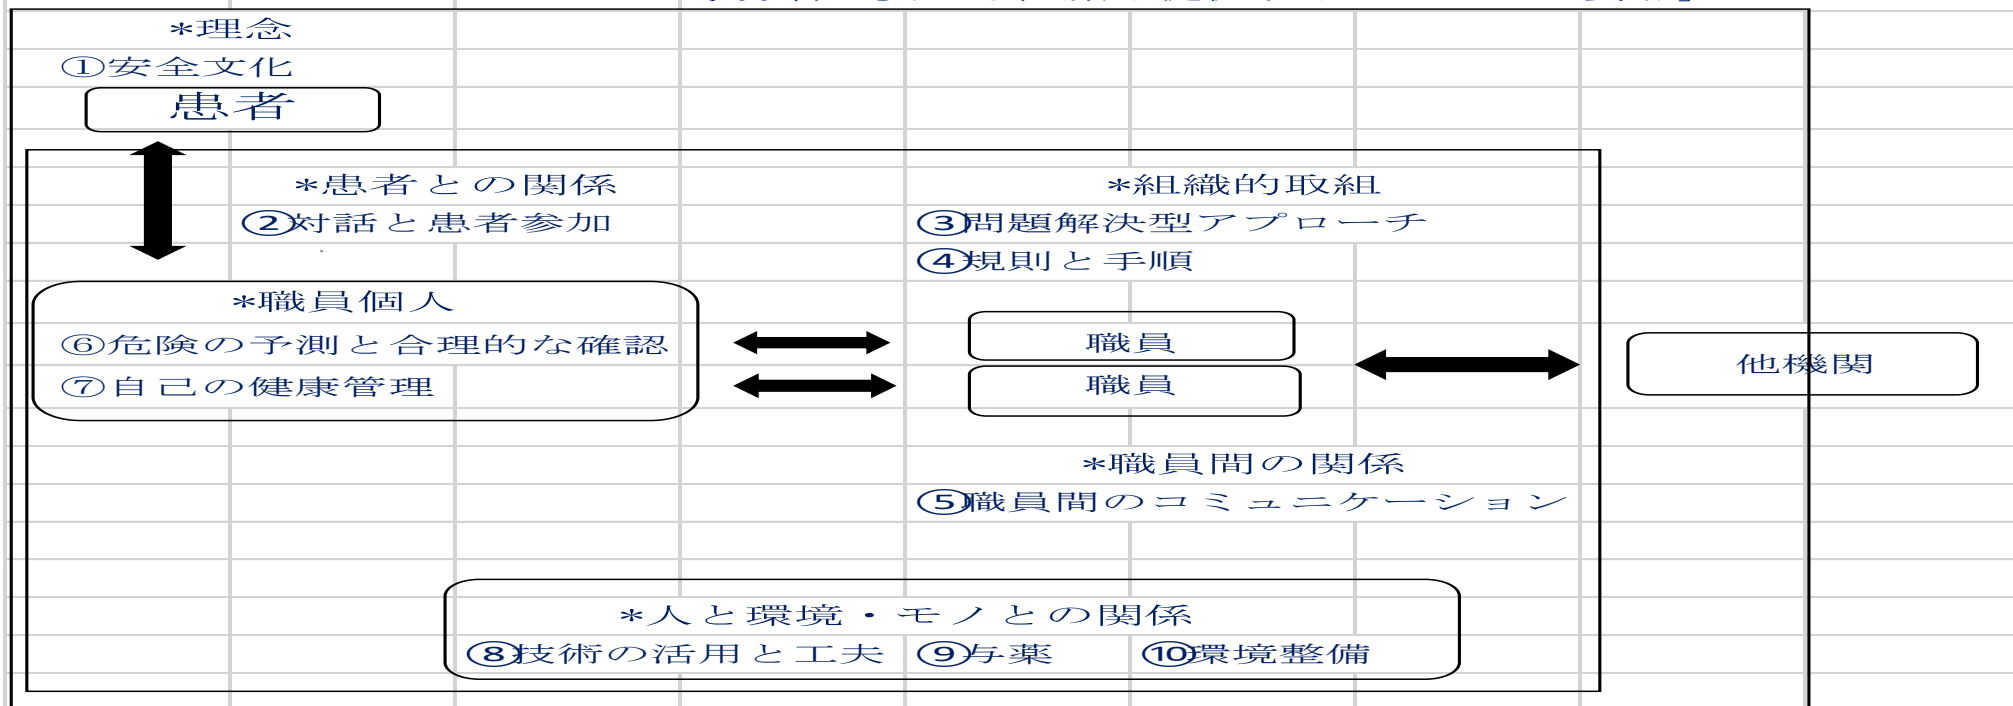 *理念
①安全文化
患者
*患者との関係
②対話と患者参加
*組織的取組
③問題解決型アプローチ
④規則と手順
*職員個人
⑥危険の予測と合理的な確認
⑦自己の健康管理
職員
職員
他機関
*職員間の関係
⑤職員間のコミュニケーション
*人と環境・モノとの関係
⑧技術の活用と工夫 ⑨与薬 ⑩環境整備